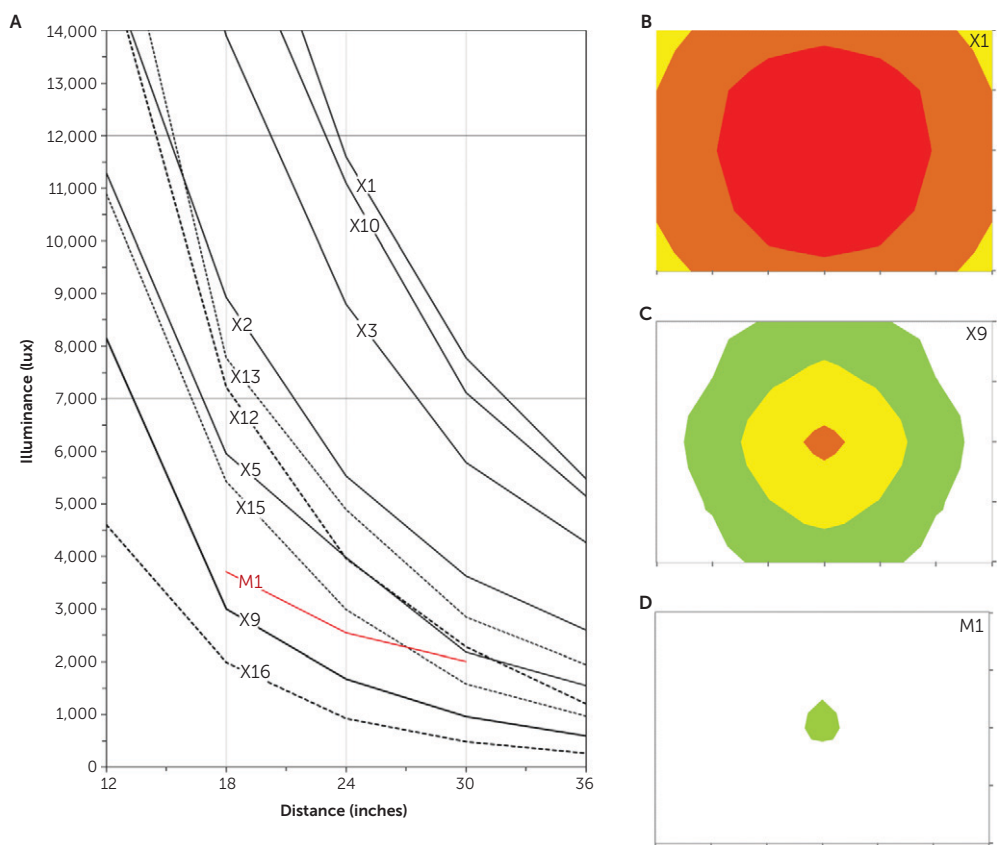 A
14,000
13,000
12,000
11,000
10,000
9,000
8,000
7,000
6,000
5,000
4,000
3,000
2,000
1,000
0
Illuminance (lux)
X1
X10
X3
X2
X13
X12
X5
X15
M1
X9
X16
12 18 24 30 36
Distance (inches)
B
X1
C
X9
D
M1